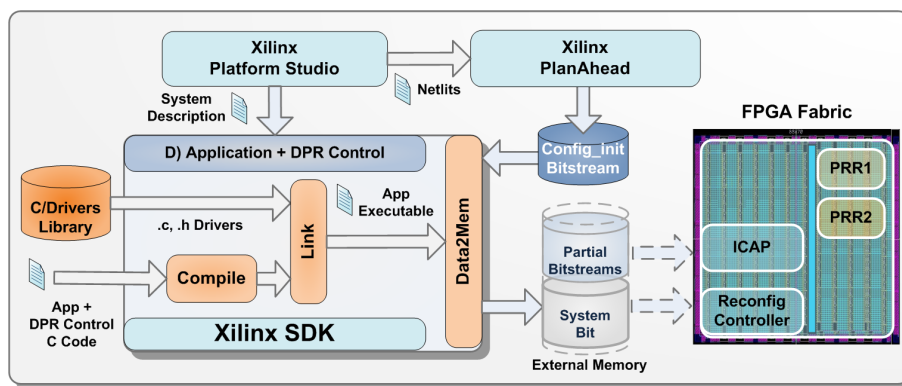 Xilinx
Platform Studio
Xilinx
PlanAhead
System
Description
Netlits
FPGA Fabric
D) Application + DPR Control
Config_init
Bitstream
PRR1
C/Drivers
Library
App
Executable
.c, .h Drivers
Link
Data2Mem
PRR2
Partial
Bitstreams
ICAP
Compile
App +
DPR Control
C Code
System
Bit
Reconfig
Controller
Xilinx SDK
External Memory